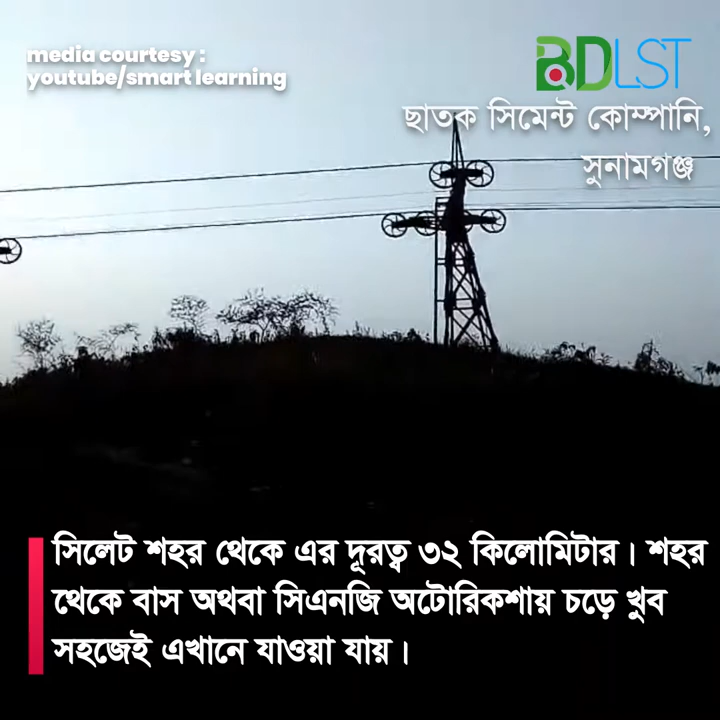 media courtesy :
youtube/smart learning
BDLST
ছাতক সিমেন্ট কোম্পানি,
সুনামগঞ্জ
সিলেট শহর থেকে এর দূরত্ব ৩২ কিলোমিটার। শহর
থেকে বাস অথবা সিএনজি অটোরিকশায় চড়ে খুব
সহজেই এখানে যাওয়া যায়।